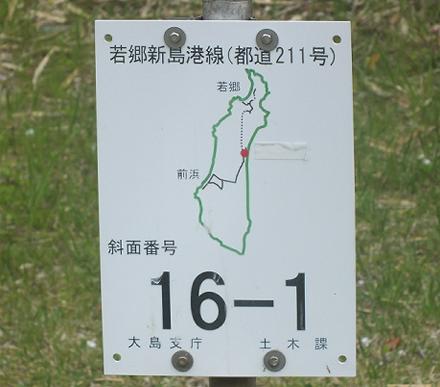 若郷新島港線(都道211号)
若郷
前浜
斜面番号
16-1
大島支庁　土木課